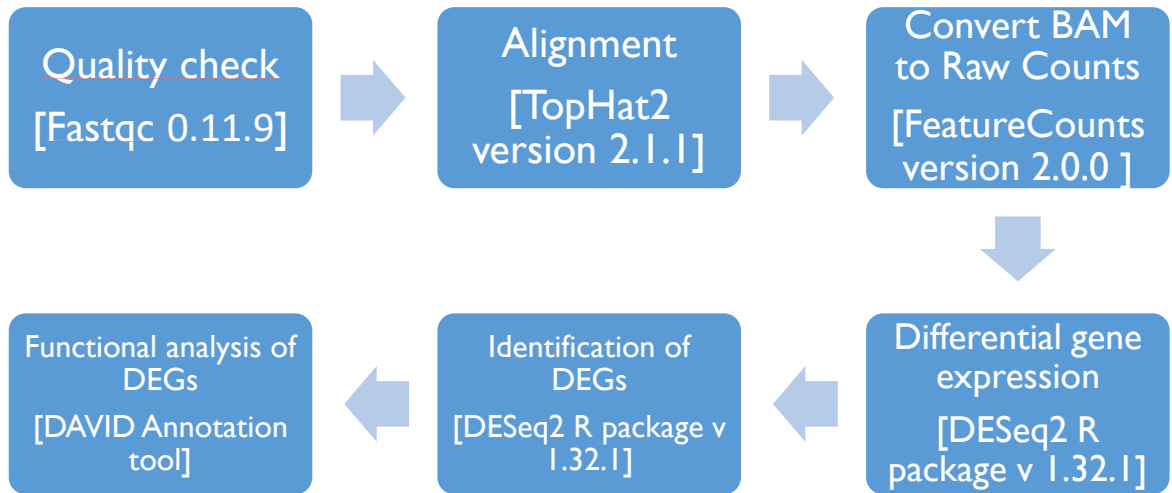 Quality check
[Fastqc 0.11.9]
Alignment
[TopHat2
version 2.1.1]
Convert BAM
to Raw Counts
[FeatureCounts
version 2.0.0 ]
Differential gene
expression
[DESeq2 R
package v 1.32.1]
Identification of
DEGs
[DESeq2 R package v
1.32.1]
Functional analysis of
DEGs
[DAVID Annotation
tool]